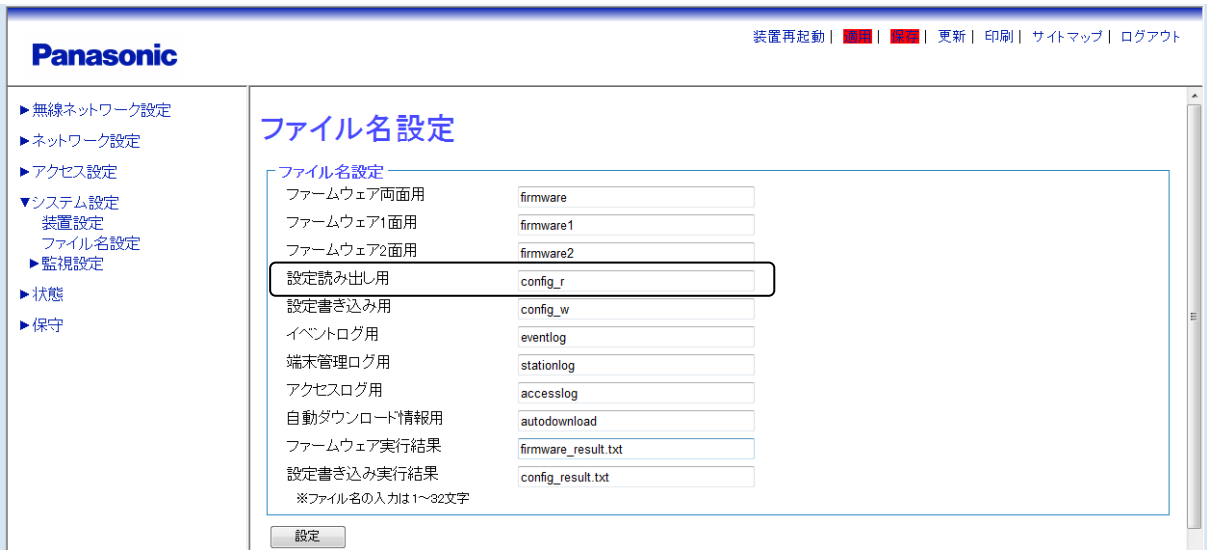 Panasonic
装置再起動 | 適用 | 保存 | 更新 | 印刷 | サイトマップ | ログアウト
▶無線ネットワーク設定
▶ネットワーク設定
▶アクセス設定
▼システム設定
装置設定
ファイル名設定
▶監視設定
▶状態
▶保守
ファイル名設定
ファイル名設定
ファームウェア両面用 firmware
ファームウェア1面用 firmware1
ファームウェア2面用 firmware2
設定読み出し用 config_r
設定書き込み用 config_w
イベントログ用 eventlog
端末管理ログ用 stationlog
アクセスログ用 accesslog
自動ダウンロード情報用 autodownload
ファームウェア実行結果 firmware_result.txt
設定書き込み実行結果 config_result.txt
※ファイル名の入力は1～32文字
設定